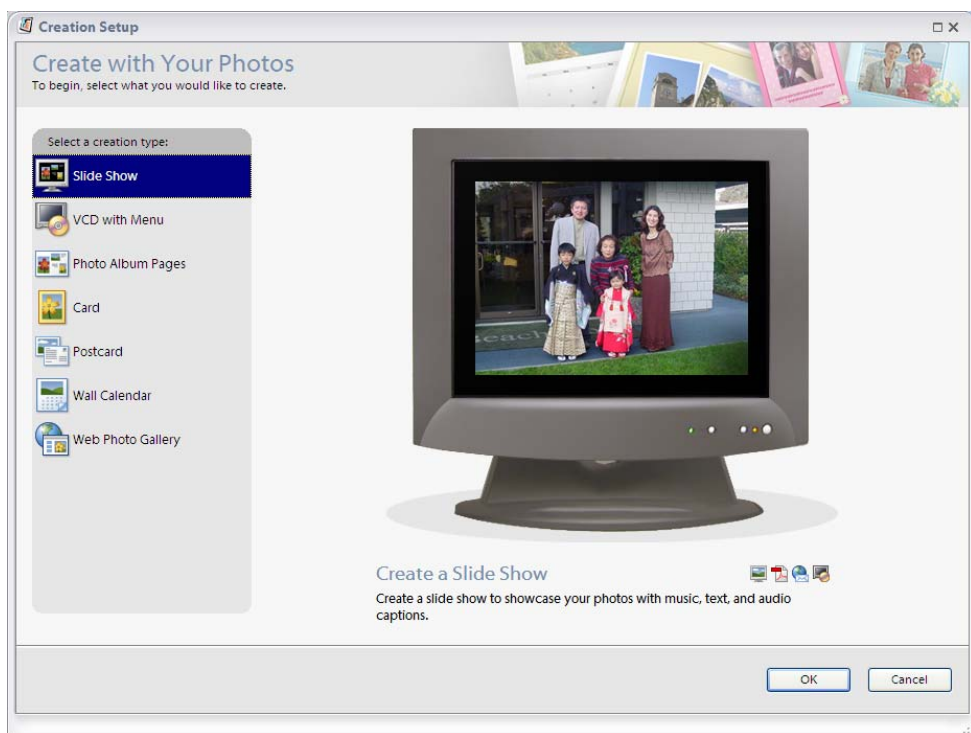 Creation Setup
Create with Your Photos
To begin, select what you would like to create.
Select a creation type:
Slide Show
VCD with Menu
Photo Album Pages
Card
Postcard
Wall Calendar
Web Photo Gallery
Beach
Create a Slide Show
Create a slide show to showcase your photos with music, text, and audio
captions.
OK
Cancel